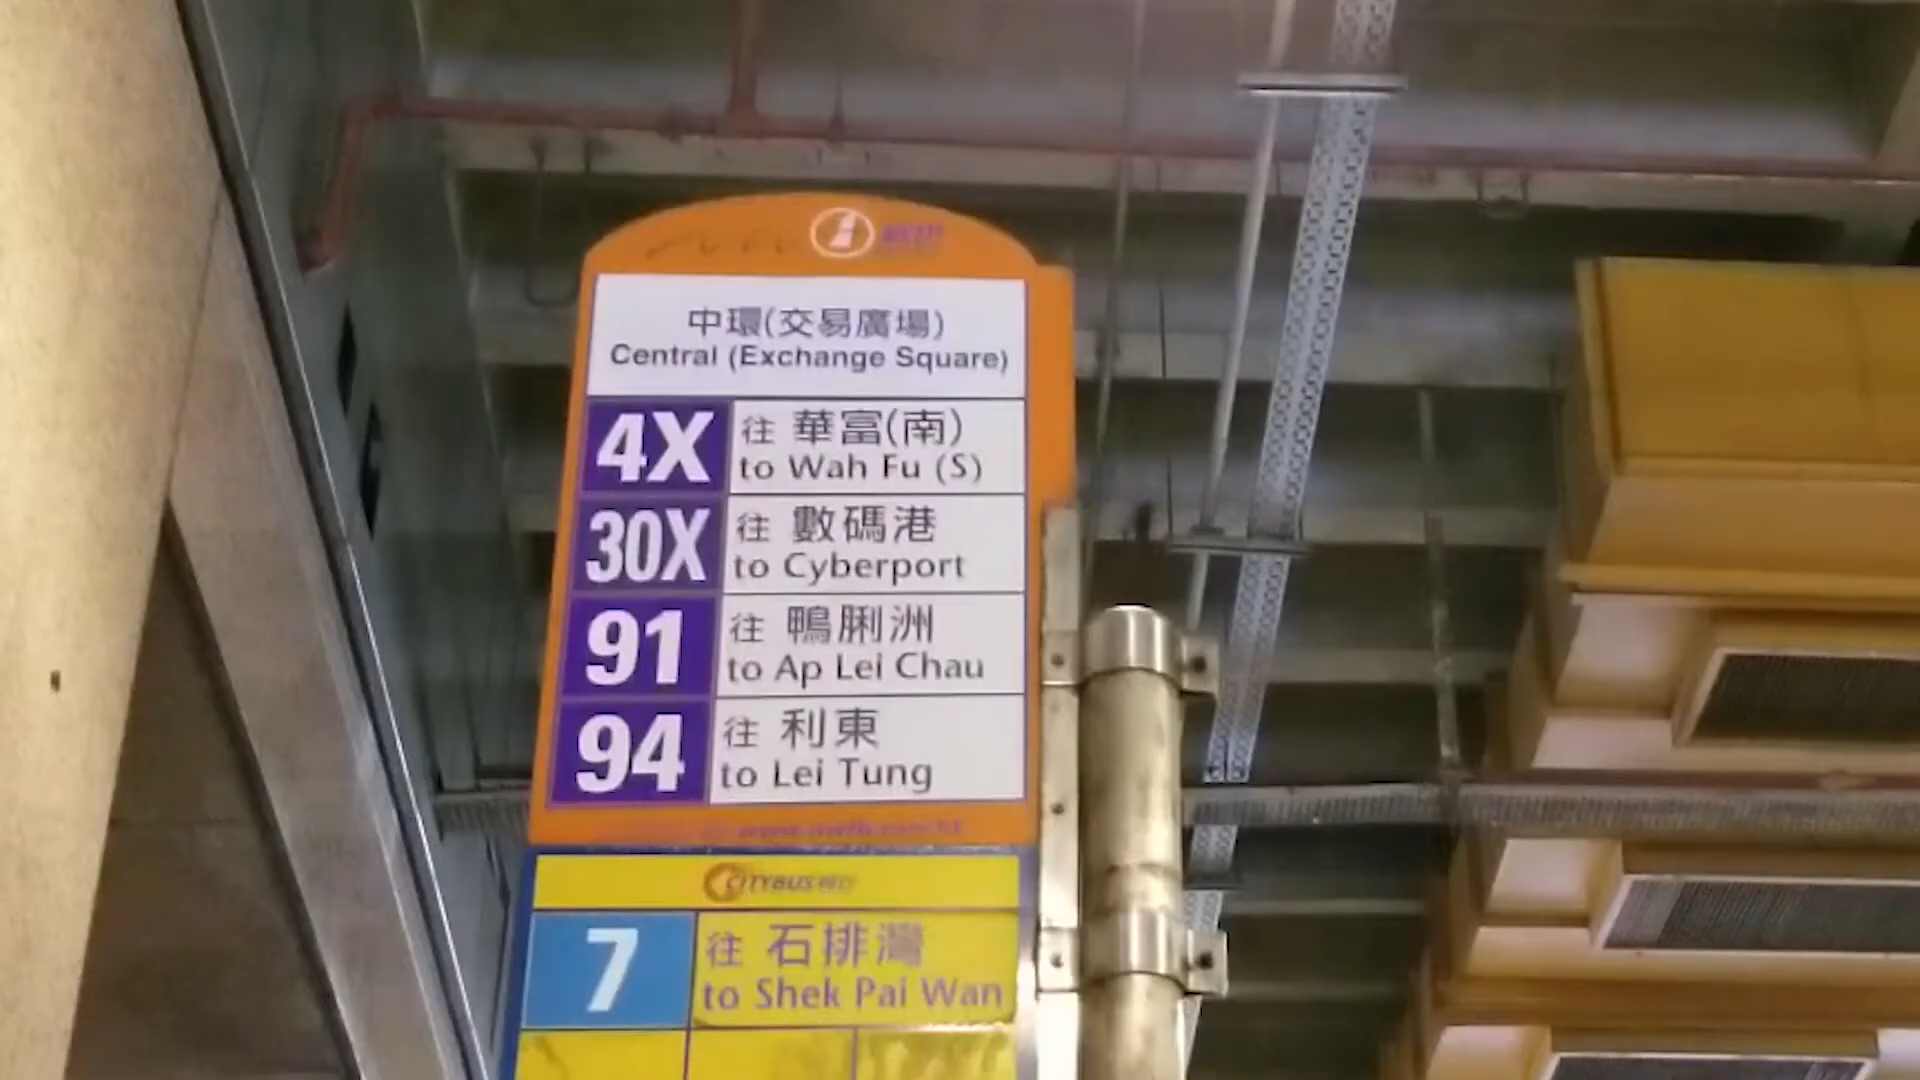 中環(交易廣場)
Central (Exchange Square)
4X 往 華富(南)
to Wah Fu (S)
30X 往 數碼港
to Cyberport
91 往 鴨脷洲
to Ap Lei Chau
94 往 利東
to Lei Tung
CITYBUS
7 往 石排灣
to Shek Pai Wan